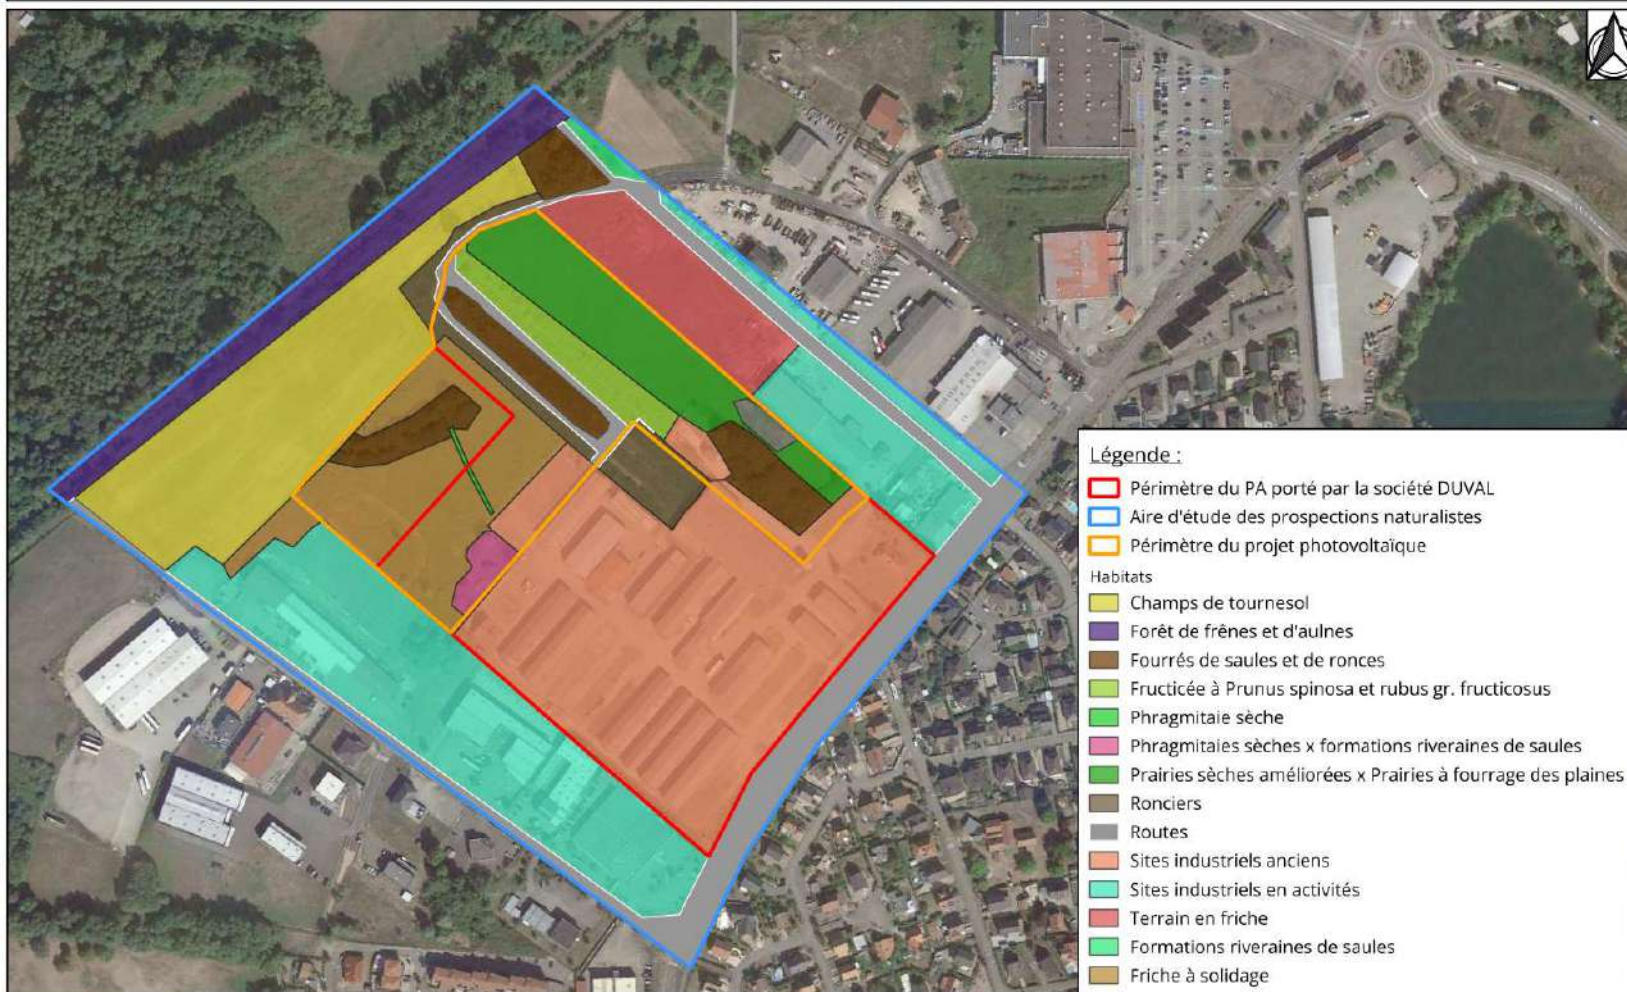 Légende :
Périmètre du PA porté par la société DUVAL
Aire d'étude des prospections naturalistes
Périmètre du projet photovoltaïque
Habitats
Champs de tournesol
Forêt de frênes et d'aulnes
Fourrés de saules et de ronces
Fructicée à Prunus spinosa et rubus gr. fructicosus
Phragmitaie sèche
Phragmitaies sèches x formations riveraines de saules
Prairies sèches améliorées x Prairies à fourrage des plaines
Ronciers
Routes
Sites industriels anciens
Sites industriels en activités
Terrain en friche
Formations riveraines de saules
Friche à solidage